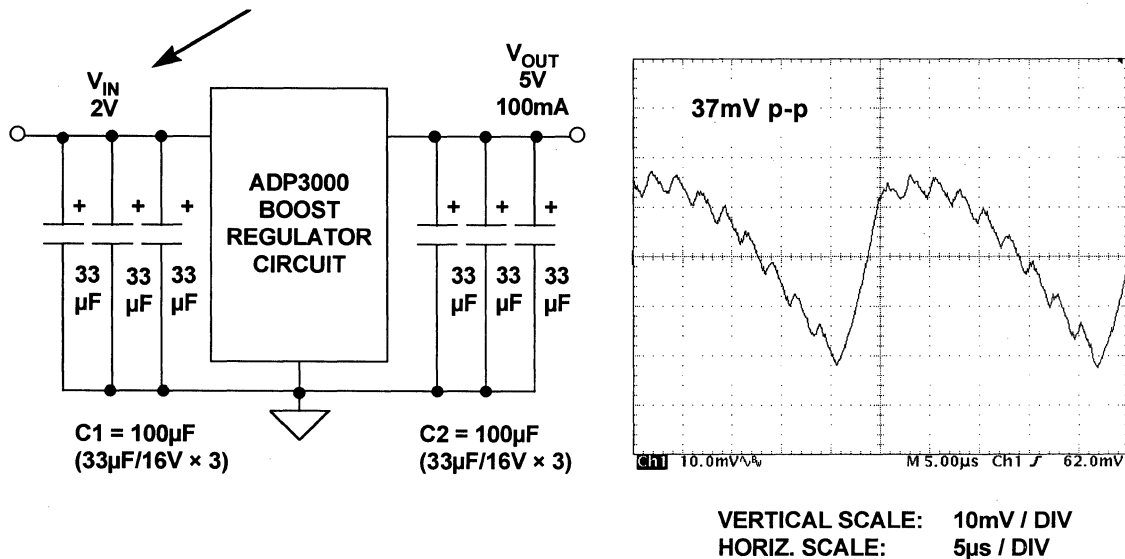 V_IN
2V
V_OUT
5V
100mA
ADP3000
BOOST
REGULATOR
CIRCUIT
+
+
+
33
µF
33
µF
33
µF
+
+
+
33
µF
33
µF
33
µF
C1 = 100µF
(33µF/16V × 3)
C2 = 100µF
(33µF/16V × 3)
37mV p-p
Ch1 10.0mV∿BW M 5.00µs Ch1 ƒ 62.0mV
VERTICAL SCALE: 10mV / DIV
HORIZ. SCALE: 5µs / DIV